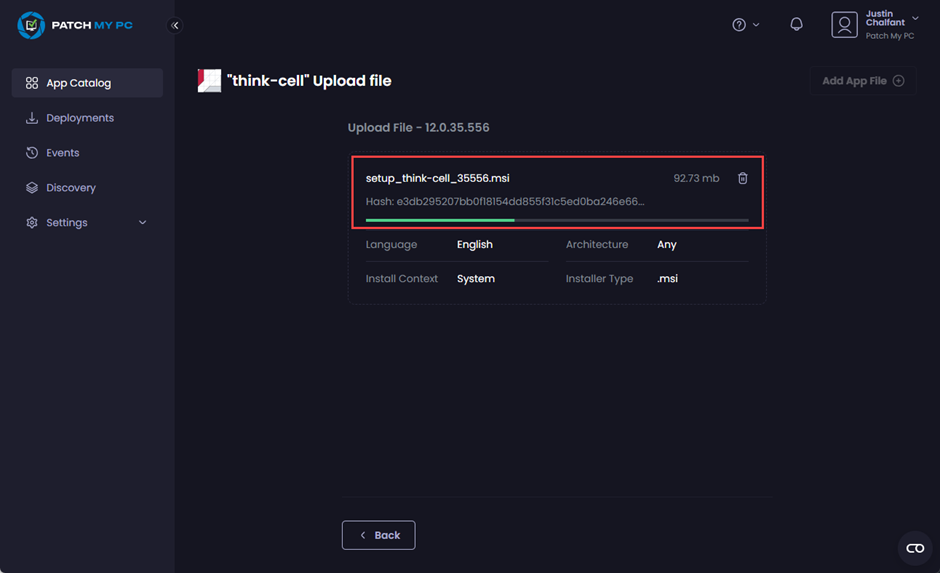 PATCH MY PC
Justin
Chalfant
Patch My PC
App Catalog
Deployments
Events
Discovery
Settings
"think-cell" Upload file
Add App File
Upload File - 12.0.35.556
setup_think-cell_35556.msi 92.73 mb
Hash: e3db295207bb0f18154dd855f31c5ed0ba246e66...
Language English Architecture Any
Install Context System Installer Type .msi
Back